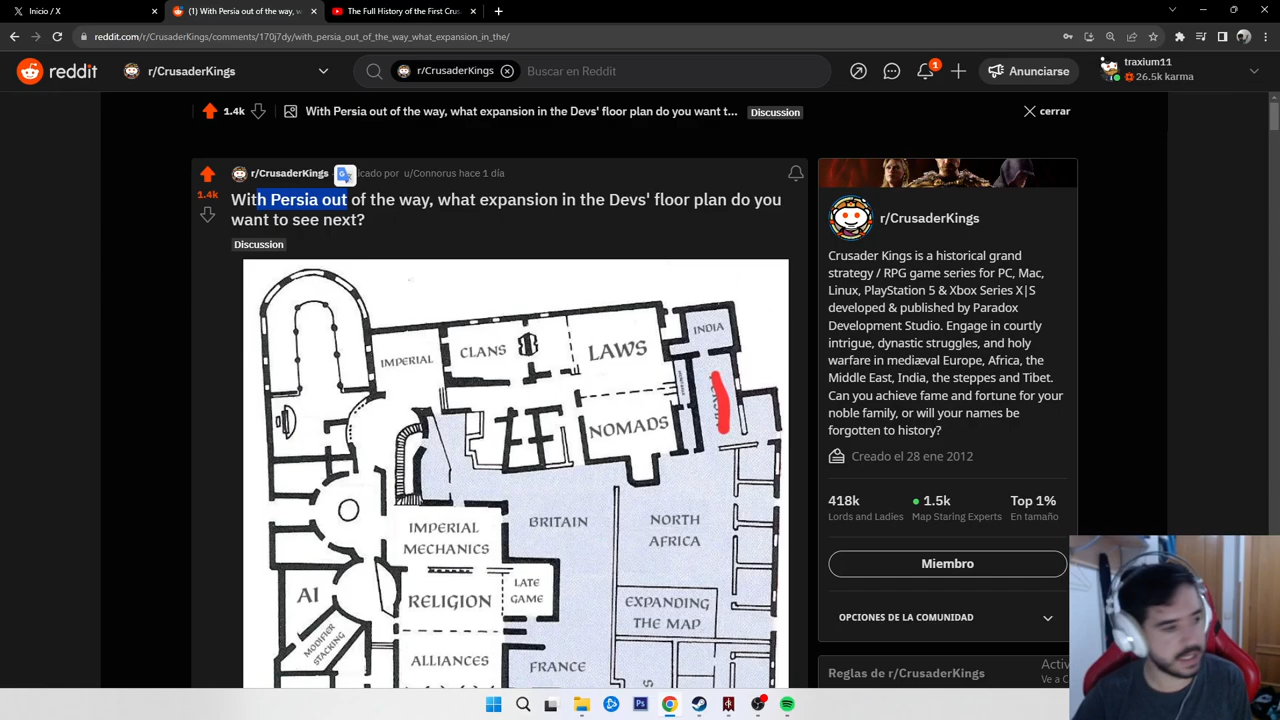 Inicio / X
(1) With Persia out of the way, w
The Full History of the First Crus
reddit.com/r/CrusaderKings/comments/170j7dy/with_persia_out_of_the_way_what_expansion_in_the/
reddit
r/CrusaderKings
r/CrusaderKings
Buscar en Reddit
1
Anunciarse
traxium11
26.5k karma
1.4k
With Persia out of the way, what expansion in the Devs' floor plan do you want t...
Discussion
cerrar
r/CrusaderKings
icado por u/Connorus hace 1 día
1.4k
With Persia out of the way, what expansion in the Devs' floor plan do you
want to see next?
Discussion
IMPERIAL
CLANS
LAWS
INDIA
NOMADS
IMPERIAL
MECHANICS
BRITAIN
NORTH
AFRICA
AI
RELIGION
LATE
GAME
EXPANDING
THE MAP
MODIFIER
STACKING
ALLIANCES
FRANCE
r/CrusaderKings
Crusader Kings is a historical grand
strategy / RPG game series for PC, Mac,
Linux, PlayStation 5 & Xbox Series X|S
developed & published by Paradox
Development Studio. Engage in courtly
intrigue, dynastic struggles, and holy
warfare in mediæval Europe, Africa, the
Middle East, India, the steppes and Tibet.
Can you achieve fame and fortune for your
noble family, or will your names be
forgotten to history?
Creado el 28 ene 2012
418k
1.5k
Top 1%
Lords and Ladies
Map Staring Experts
En tamaño
Miembro
OPCIONES DE LA COMUNIDAD
Reglas de r/CrusaderKings
Activ
Ve a C
Ps